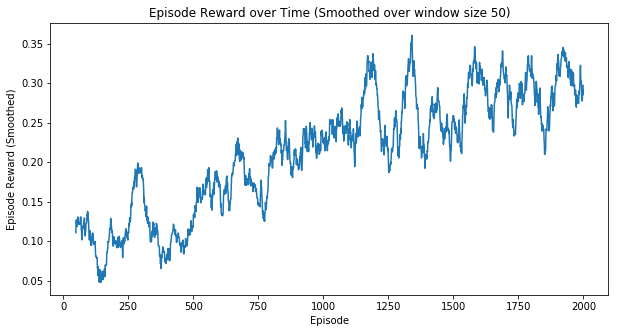 Episode Reward over Time (Smoothed over window size 50)
Episode Reward (Smoothed)
0.35
0.30
0.25
0.20
0.15
0.10
0.05
0 250 500 750 1000 1250 1500 1750 2000
Episode